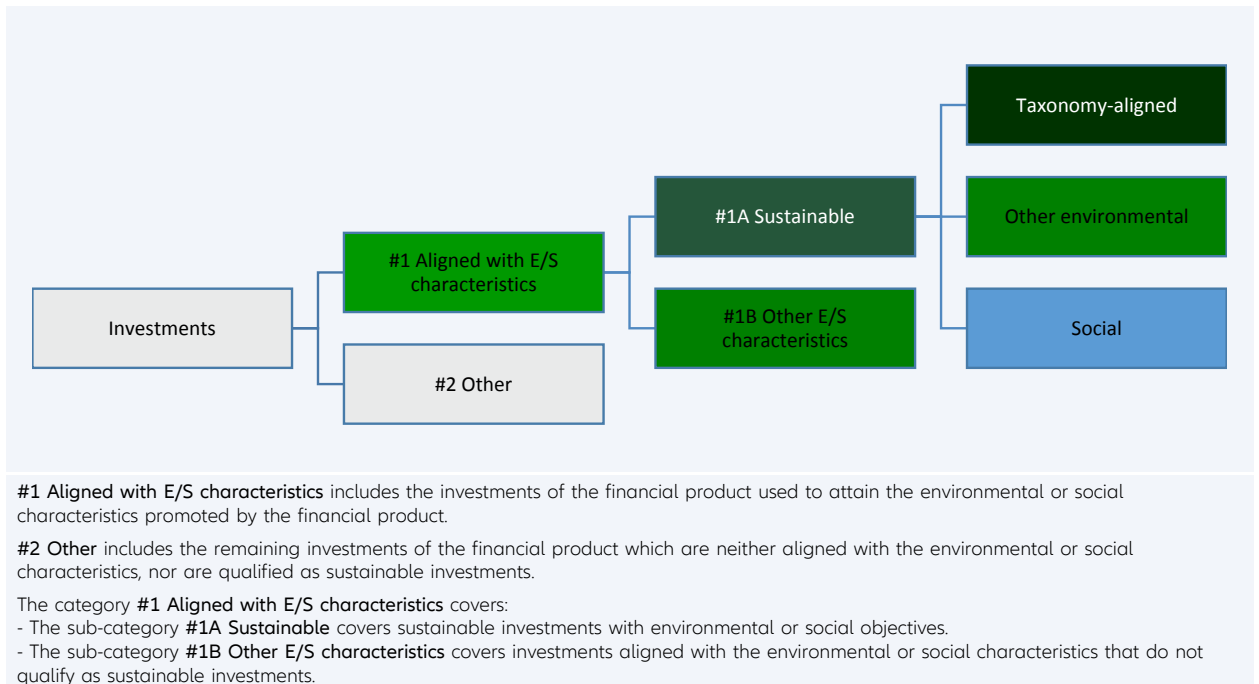 Taxonomy-aligned
#1A Sustainable
Other environmental
#1 Aligned with E/S
characteristics
#1B Other E/S
characteristics
Investments
Social
#2 Other
#1 Aligned with E/S characteristics includes the investments of the financial product used to attain the environmental or social
characteristics promoted by the financial product.
#2 Other includes the remaining investments of the financial product which are neither aligned with the environmental or social
characteristics, nor are qualified as sustainable investments.
The category #1 Aligned with E/S characteristics covers:
- The sub-category #1A Sustainable covers sustainable investments with environmental or social objectives.
- The sub-category #1B Other E/S characteristics covers investments aligned with the environmental or social characteristics that do not
qualify as sustainable investments.